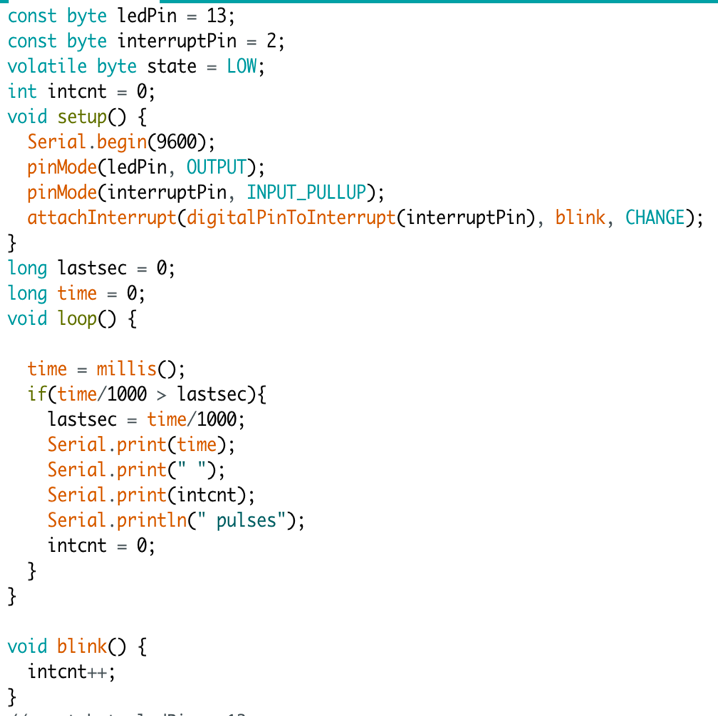 const byte ledPin = 13;
const byte interruptPin = 2;
volatile byte state = LOW;
int intcnt = 0;
void setup() {
  Serial.begin(9600);
  pinMode(ledPin, OUTPUT);
  pinMode(interruptPin, INPUT_PULLUP);
  attachInterrupt(digitalPinToInterrupt(interruptPin), blink, CHANGE);
}
long lastsec = 0;
long time = 0;
void loop() {

  time = millis();
  if(time/1000 > lastsec){
    lastsec = time/1000;
    Serial.print(time);
    Serial.print(" ");
    Serial.print(intcnt);
    Serial.println(" pulses");
    intcnt = 0;
  }
}

void blink() {
  intcnt++;
}